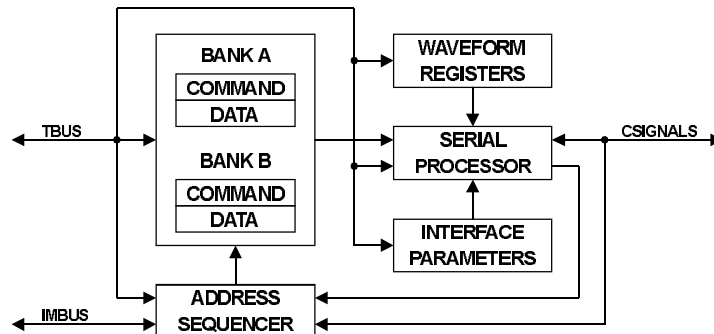 BANK A
COMMAND
DATA
BANK B
COMMAND
DATA
WAVEFORM
REGISTERS
SERIAL
PROCESSOR
INTERFACE
PARAMETERS
ADDRESS
SEQUENCER
TBUS
IMBUS
CSIGNALS